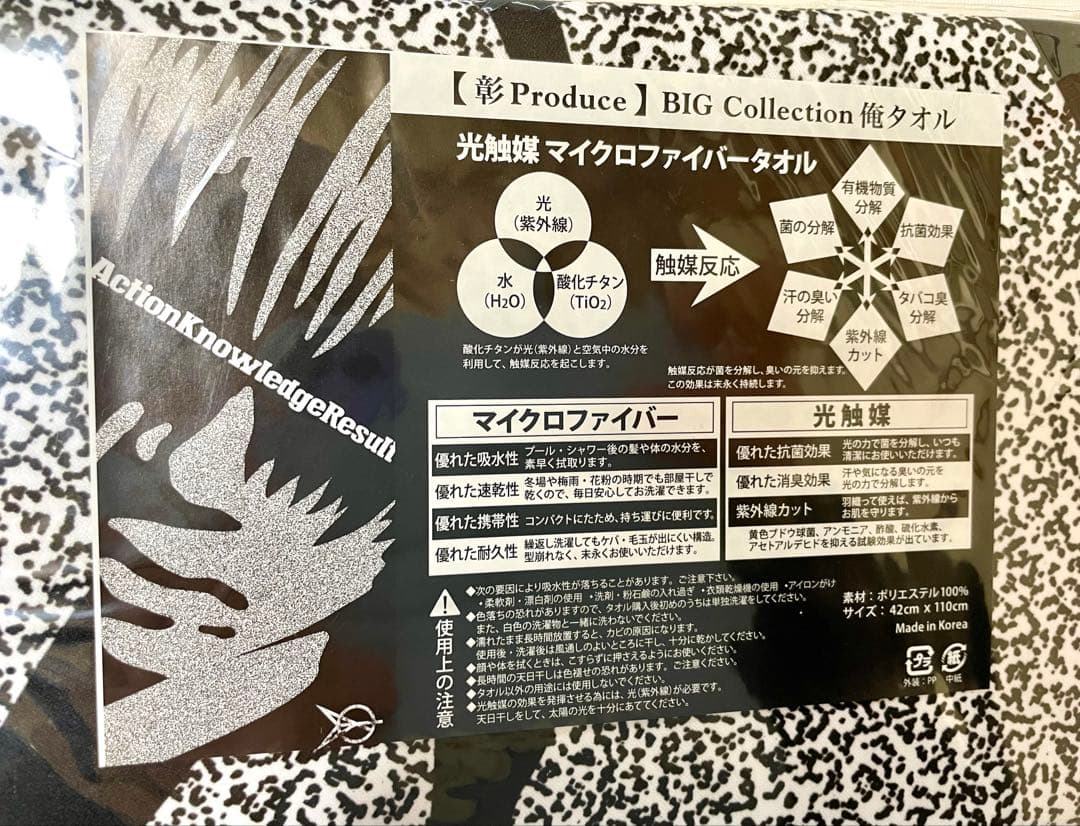 【彰Produce】BIG Collection 俺タオル
光触媒 マイクロファイバータオル
光
(紫外線)
水
(H2O)
酸化チタン
(TiO2)
触媒反応
有機物質
分解
菌の分解
抗菌効果
汗の臭い
分解
タバコ臭
分解
紫外線
カット
酸化チタンが光(紫外線)と空気中の水分を
利用して、触媒反応を起こします。
触媒反応が菌を分解し、臭いの元を抑えます。
この効果は末永く持続します。
ActionKnowledgeResult
マイクロファイバー
優れた吸水性 プール・シャワー後の髪や体の水分を、
素早く拭取ります。
優れた速乾性 冬場や梅雨・花粉の時期でも部屋干しで
乾くので、毎日安心してお洗濯できます。
優れた携帯性 コンパクトにたため、持ち運びに便利です。
優れた耐久性 繰返し洗濯してもケバ・毛玉が出にくい構造。
型崩れなく、末永くお使いいただけます。
光触媒
優れた抗菌効果 光の力で菌を分解し、いつも
清潔にお使いいただけます。
優れた消臭効果 汗や気になる臭いの元を
光の力で分解します。
紫外線カット 羽織って使えば、紫外線から
お肌を守ります。
黄色ブドウ球菌、アンモニア、酢酸、硫化水素、
アセトアルデヒドを抑える試験効果が出ています。
使用上の注意
◆次の要因により吸水性が落ちることがあります。ご注意下さい。
・柔軟剤・漂白剤の使用 ・洗剤・粉石鹸の入れ過ぎ ・衣類乾燥機の使用 ・アイロンがけ
◆色落ちの恐れがありますので、タオル購入後初めのうちは単独洗濯をしてください。
また、白色の洗濯物と一緒に洗わないでください。
◆濡れたまま長時間放置すると、カビの原因になります。
使用後・洗濯後は風通しのよいところに干し、十分に乾かしてください。
◆顔や体を拭くときは、こすらずに押さえるようにお使いください。
◆長時間の天日干しは色褪せの恐れがあります。ご注意ください。
◆タオル以外の用途には使用しないでください。
◆光触媒の効果を発揮させる為には、光(紫外線)が必要です。
天日干しをして、太陽の光を十分にあててください。
素材：ポリエステル100%
サイズ：42cm x 110cm
Made in Korea
プラ
紙
外装：PP
中紙